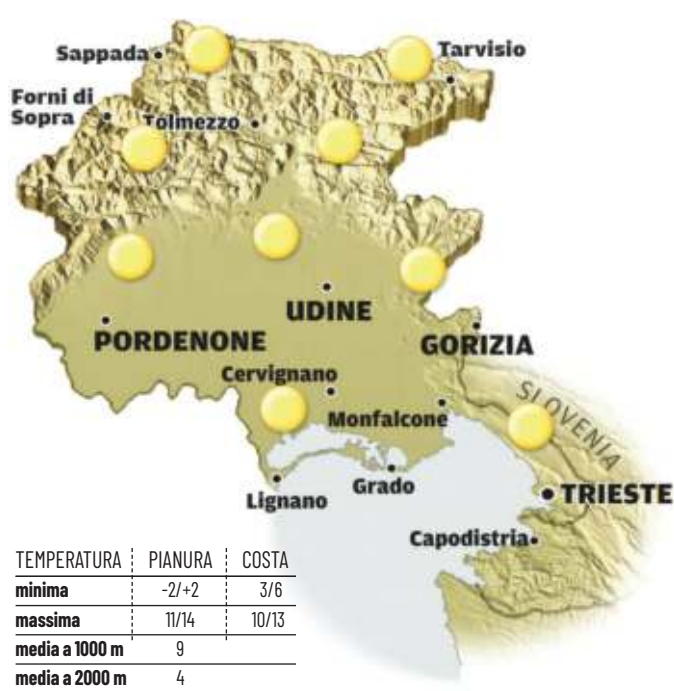 Sappada
Tarvisio
Forni di
Sopra
Tolmezzo
UDINE
PORDENONE
GORIZIA
Cervignano
SLOVENIA
Monfalcone
Grado
Lignano
TRIESTE
Capodistria
TEMPERATURA PIANURA COSTA
minima -2/+2 3/6
massima 11/14 10/13
media a 1000 m 9
media a 2000 m 4